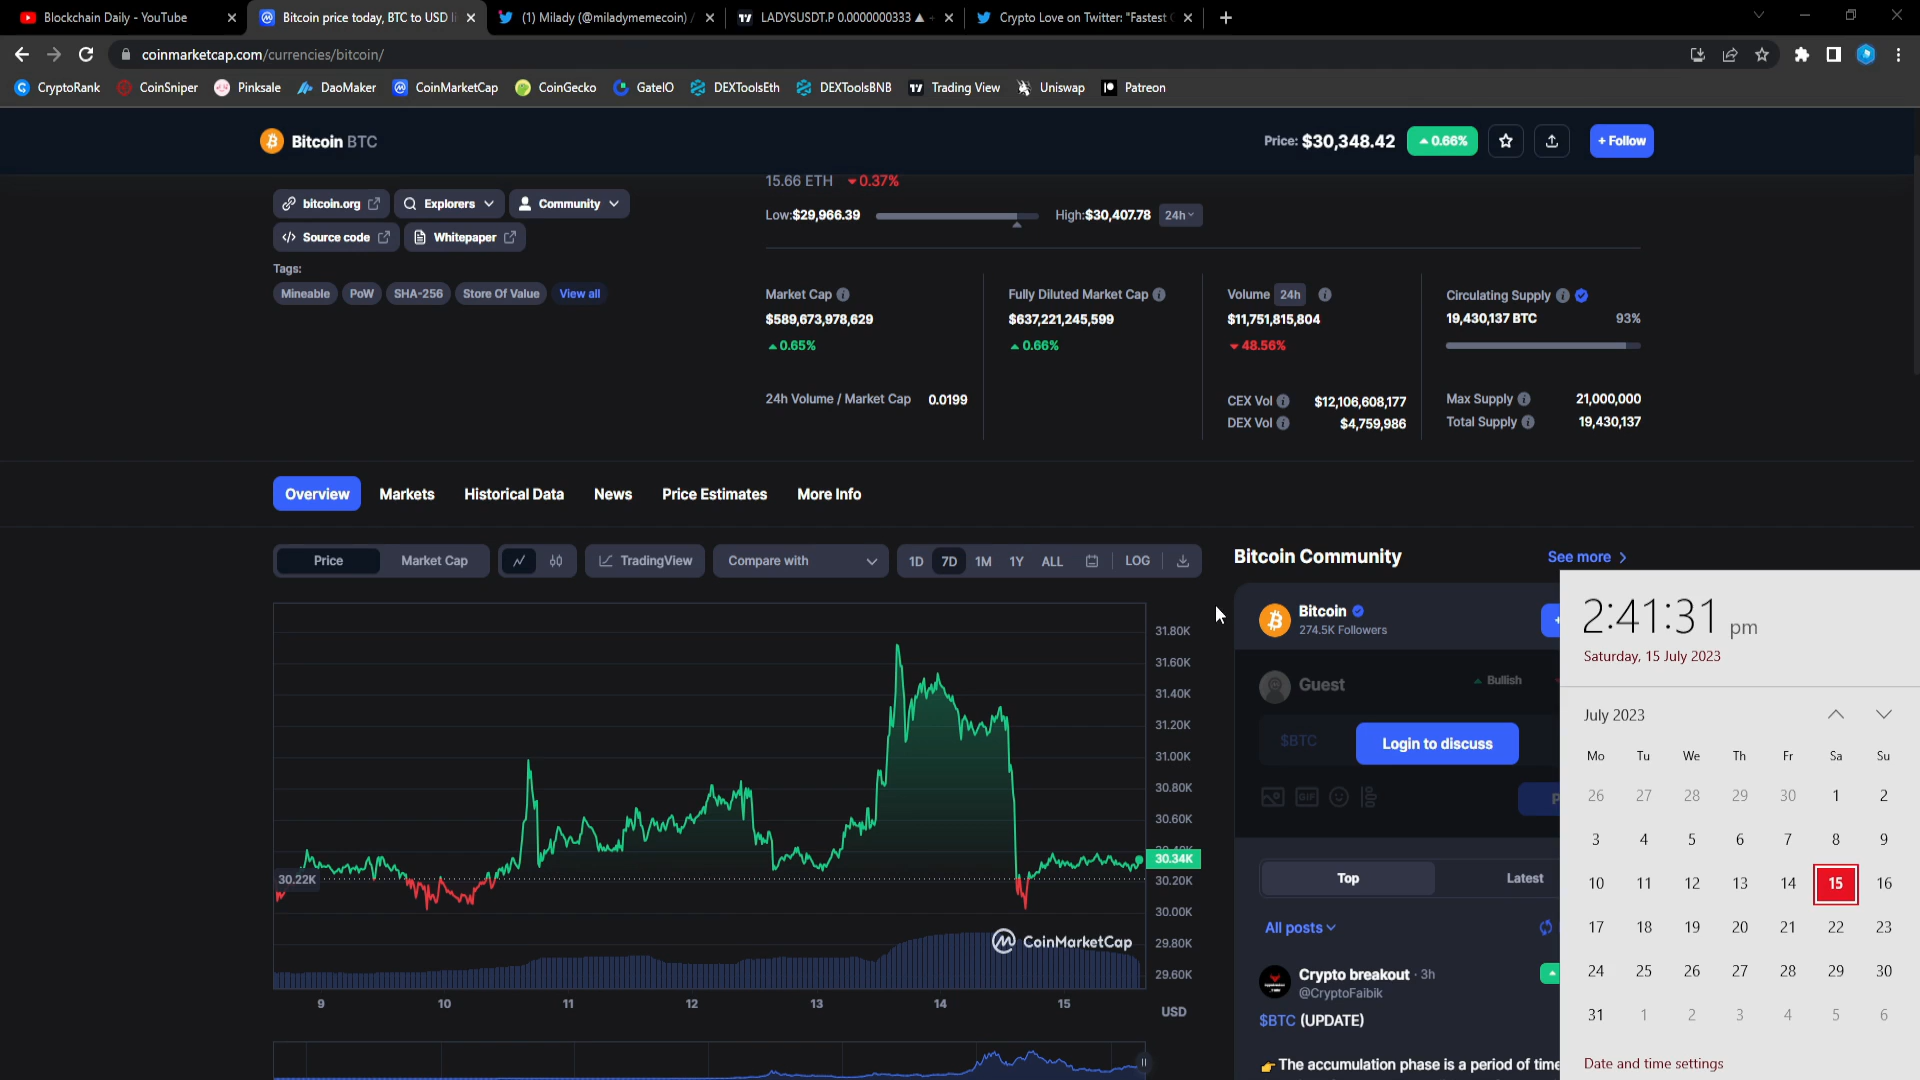 Blockchain Daily - YouTube
Bitcoin price today, BTC to USD li
(1) Milady (@miladymemecoin) /
LADYSUSDT.P 0.0000000333 ▲
Crypto Love on Twitter: "Fastest
coinmarketcap.com/currencies/bitcoin/
CryptoRank CoinSniper Pinksale DaoMaker CoinMarketCap CoinGecko GateIO DEXToolsEth DEXToolsBNB Trading View Uniswap Patreon
Bitcoin BTC
Price: $30,348.42 0.66% + Follow
15.66 ETH 0.37%
bitcoin.org Explorers Community
Low:$29,966.39 High:$30,407.78 24h
Source code Whitepaper
Tags:
Mineable PoW SHA-256 Store Of Value View all
Market Cap
$589,673,978,629
0.65%
24h Volume / Market Cap 0.0199
Fully Diluted Market Cap
$637,221,245,599
0.66%
Volume 24h
$11,751,815,804
48.56%
CEX Vol $12,106,608,177
DEX Vol $4,759,986
Circulating Supply
19,430,137 BTC 93%
Max Supply 21,000,000
Total Supply 19,430,137
Overview Markets Historical Data News Price Estimates More Info
Price Market Cap TradingView Compare with 1D 7D 1M 1Y ALL LOG
31.80K
31.60K
31.40K
31.20K
31.00K
30.80K
30.60K
30.40K
30.34K
30.22K
30.20K
30.00K
29.80K
29.60K
CoinMarketCap
9 10 11 12 13 14 15
USD
Bitcoin Community See more
Bitcoin
274.5K Followers
Guest Bullish
$BTC
Login to discuss
GIF
Top Latest
All posts
Crypto breakout · 3h
@CryptoFaibik
$BTC (UPDATE)
👉 The accumulation phase is a period of time
2:41:31 pm
Saturday, 15 July 2023
July 2023
Mo Tu We Th Fr Sa Su
26 27 28 29 30 1 2
3 4 5 6 7 8 9
10 11 12 13 14 15 16
17 18 19 20 21 22 23
24 25 26 27 28 29 30
31 1 2 3 4 5 6
Date and time settings